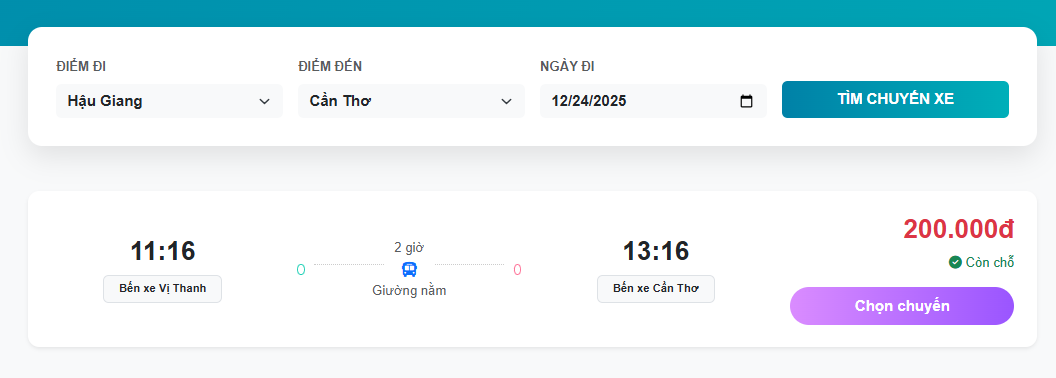 ĐIỂM ĐI
Hậu Giang
ĐIỂM ĐẾN
Cần Thơ
NGÀY ĐI
12/24/2025
TÌM CHUYẾN XE
11:16
Bến xe Vị Thanh
2 giờ
Giường nằm
13:16
Bến xe Cần Thơ
200.000đ
Còn chỗ
Chọn chuyến